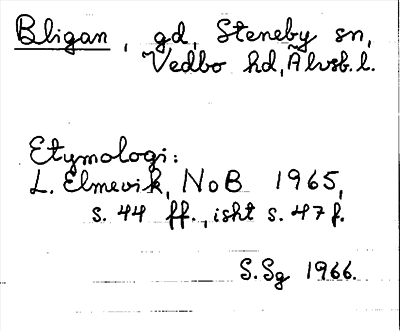 Bligan, gd, Steneby sn,
Vedbo hd, Älvsb. l.
Etymologi:
L. Elmevik, NoB 1965,
s. 44 ff., isht s. 47 f.
S.Sg 1966.